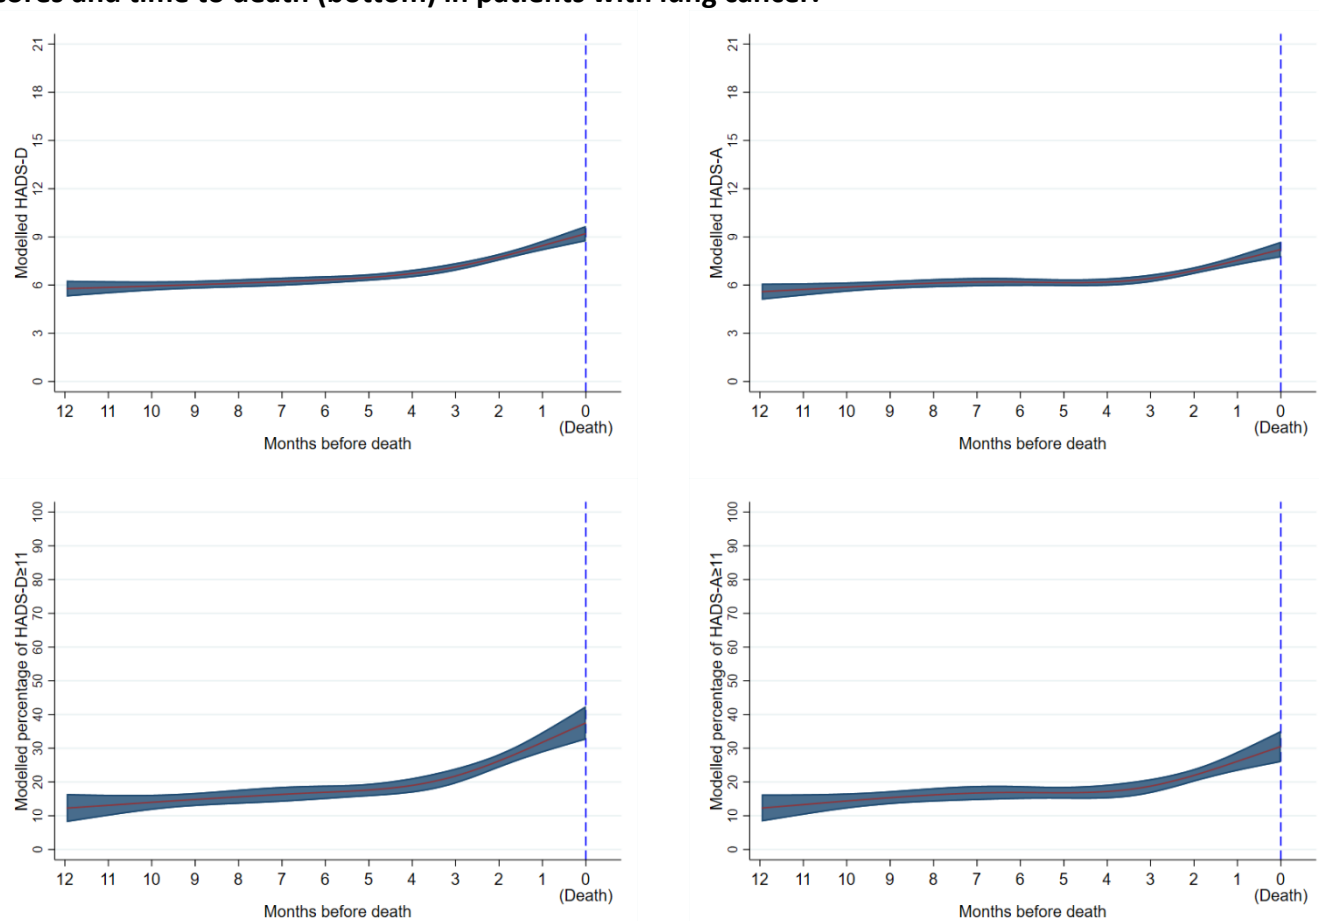 scores and time to death (bottom) in patients with lung cancer.
Modelled HADS-D
21
18
15
12
9
6
3
0
12 11 10 9 8 7 6 5 4 3 2 1 0
(Death)
Months before death
Modelled HADS-A
21
18
15
12
9
6
3
0
12 11 10 9 8 7 6 5 4 3 2 1 0
(Death)
Months before death
Modelled percentage of HADS-D≥11
100
90
80
70
60
50
40
30
20
10
0
12 11 10 9 8 7 6 5 4 3 2 1 0
(Death)
Months before death
Modelled percentage of HADS-A≥11
100
90
80
70
60
50
40
30
20
10
0
12 11 10 9 8 7 6 5 4 3 2 1 0
(Death)
Months before death